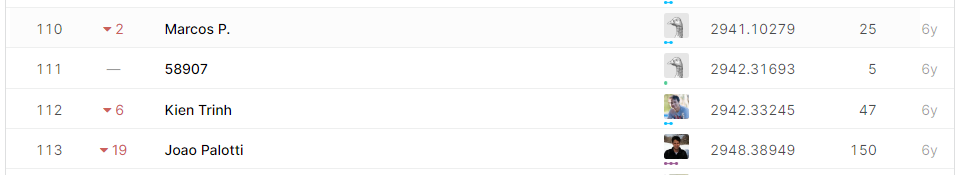 110 2 Marcos P. 2941.10279 25 6y
111 — 58907 2942.31693 5 6y
112 6 Kien Trinh 2942.33245 47 6y
113 19 Joao Palotti 2948.38949 150 6y